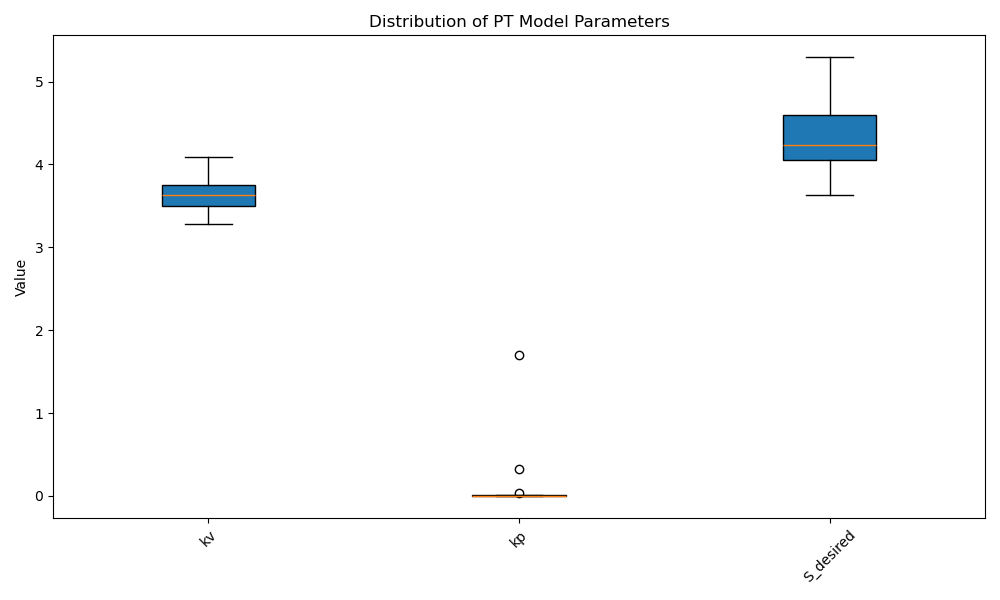 Distribution of PT Model Parameters
Value
5
4
3
2
1
0
kv
kp
S_desired